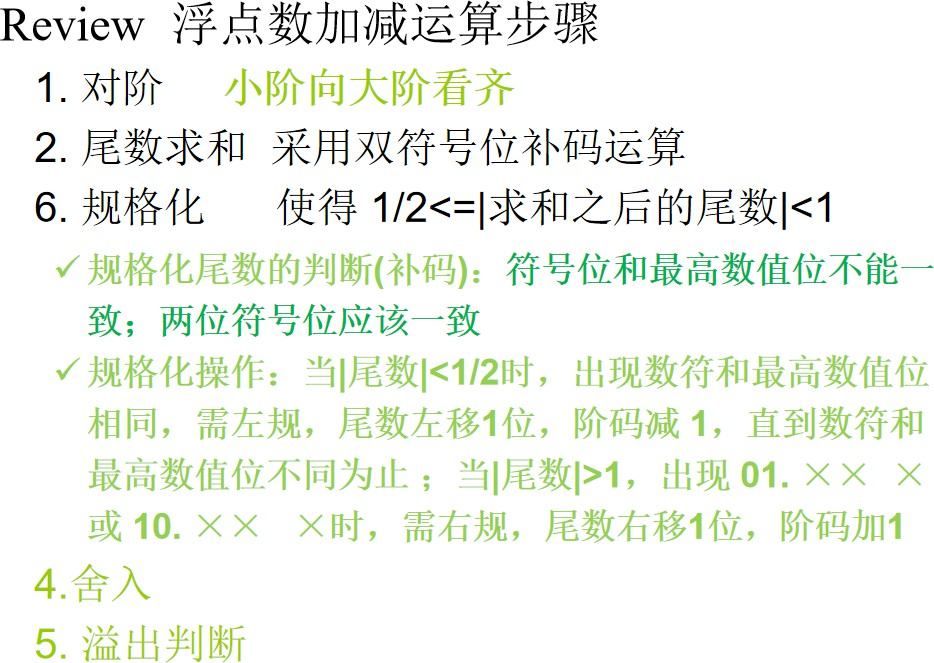 Review 浮点数加减运算步骤
1. 对阶 小阶向大阶看齐
2. 尾数求和 采用双符号位补码运算
6. 规格化 使得 1/2<=|求和之后的尾数|<1
✓规格化尾数的判断(补码)：符号位和最高数值位不能一
致；两位符号位应该一致
✓规格化操作：当|尾数|<1/2时，出现数符和最高数值位
相同，需左规，尾数左移1位，阶码减 1，直到数符和
最高数值位不同为止 ；当|尾数|>1，出现 01. ×× ×
或 10. ×× ×时，需右规，尾数右移1位，阶码加1
4.舍入
5. 溢出判断